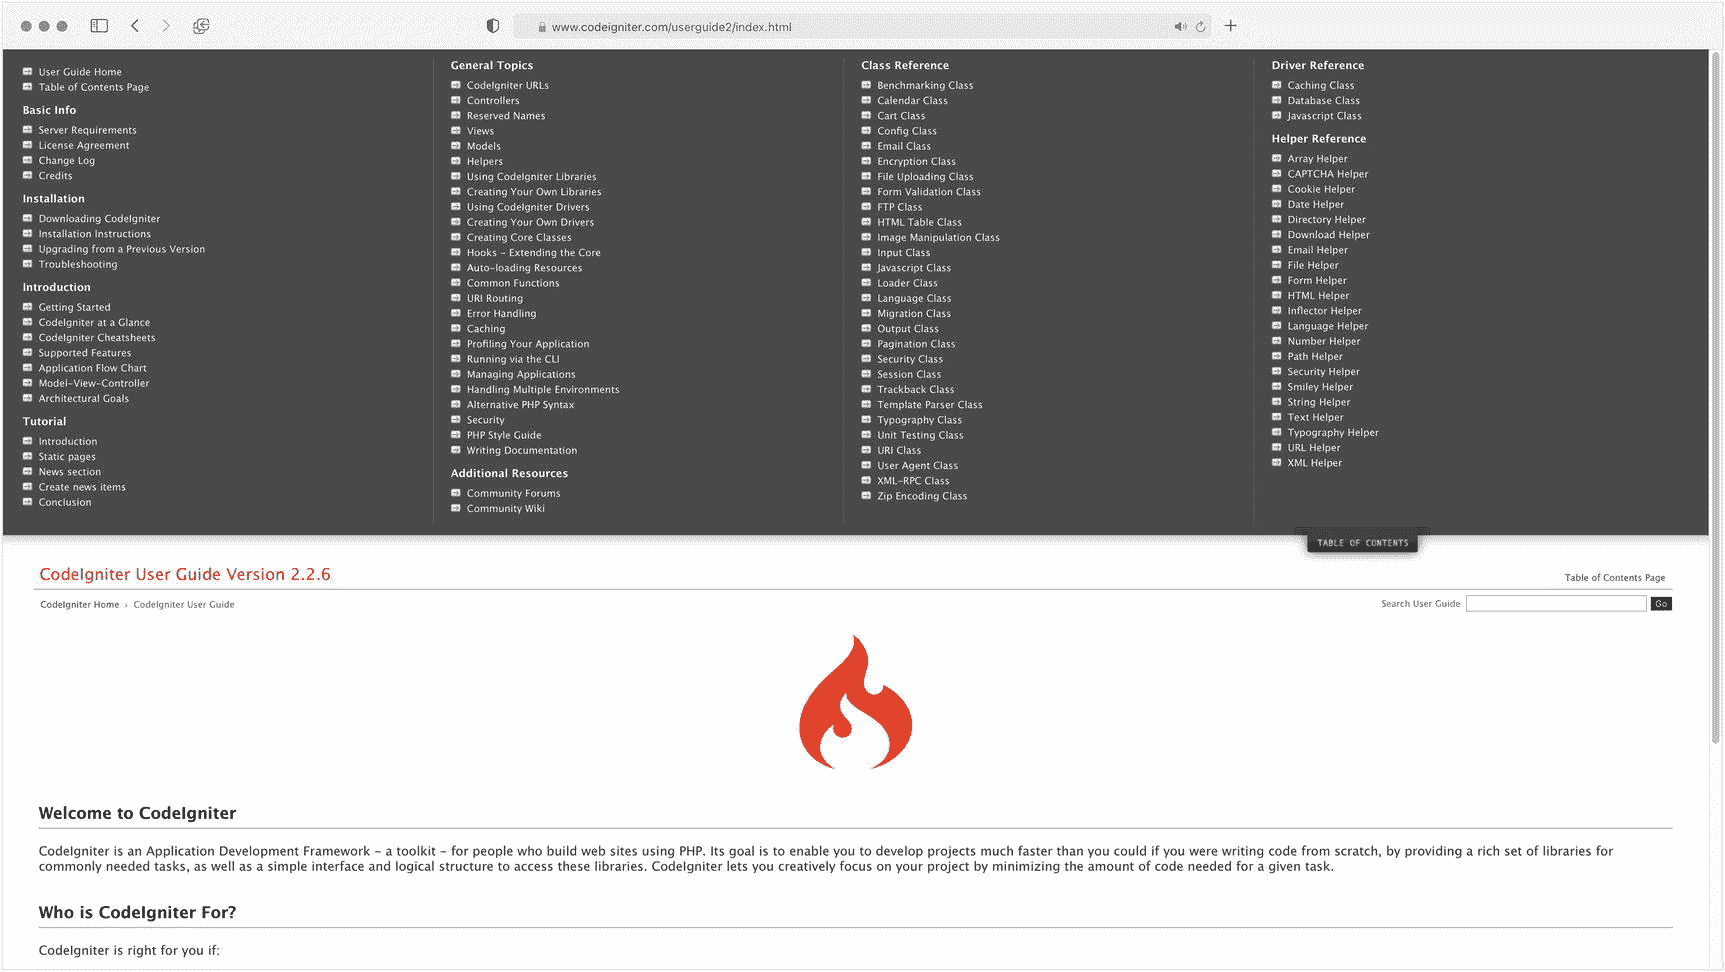 www.codeigniter.com/userguide2/index.html
User Guide Home
Table of Contents Page
Basic Info
Server Requirements
License Agreement
Change Log
Credits
Installation
Downloading CodeIgniter
Installation Instructions
Upgrading from a Previous Version
Troubleshooting
Introduction
Getting Started
CodeIgniter at a Glance
CodeIgniter Cheatsheets
Supported Features
Application Flow Chart
Model-View-Controller
Architectural Goals
Tutorial
Introduction
Static pages
News section
Create news items
Conclusion
General Topics
CodeIgniter URLs
Controllers
Reserved Names
Views
Models
Helpers
Using CodeIgniter Libraries
Creating Your Own Libraries
Using CodeIgniter Drivers
Creating Your Own Drivers
Creating Core Classes
Hooks - Extending the Core
Auto-loading Resources
Common Functions
URI Routing
Error Handling
Caching
Profiling Your Application
Running via the CLI
Managing Applications
Handling Multiple Environments
Alternative PHP Syntax
Security
PHP Style Guide
Writing Documentation
Additional Resources
Community Forums
Community Wiki
Class Reference
Benchmarking Class
Calendar Class
Cart Class
Config Class
Email Class
Encryption Class
File Uploading Class
Form Validation Class
FTP Class
HTML Table Class
Image Manipulation Class
Input Class
Javascript Class
Loader Class
Language Class
Migration Class
Output Class
Pagination Class
Security Class
Session Class
Trackback Class
Template Parser Class
Typography Class
Unit Testing Class
URI Class
User Agent Class
XML-RPC Class
Zip Encoding Class
Driver Reference
Caching Class
Database Class
Javascript Class
Helper Reference
Array Helper
CAPTCHA Helper
Cookie Helper
Date Helper
Directory Helper
Download Helper
Email Helper
File Helper
Form Helper
HTML Helper
Inflector Helper
Language Helper
Number Helper
Path Helper
Security Helper
Smiley Helper
String Helper
Text Helper
Typography Helper
URL Helper
XML Helper
TABLE OF CONTENTS
CodeIgniter User Guide Version 2.2.6
Table of Contents Page
CodeIgniter Home › CodeIgniter User Guide
Search User Guide Go
Welcome to CodeIgniter
CodeIgniter is an Application Development Framework - a toolkit - for people who build web sites using PHP. Its goal is to enable you to develop projects much faster than you could if you were writing code from scratch, by providing a rich set of libraries for
commonly needed tasks, as well as a simple interface and logical structure to access these libraries. CodeIgniter lets you creatively focus on your project by minimizing the amount of code needed for a given task.
Who is CodeIgniter For?
CodeIgniter is right for you if: